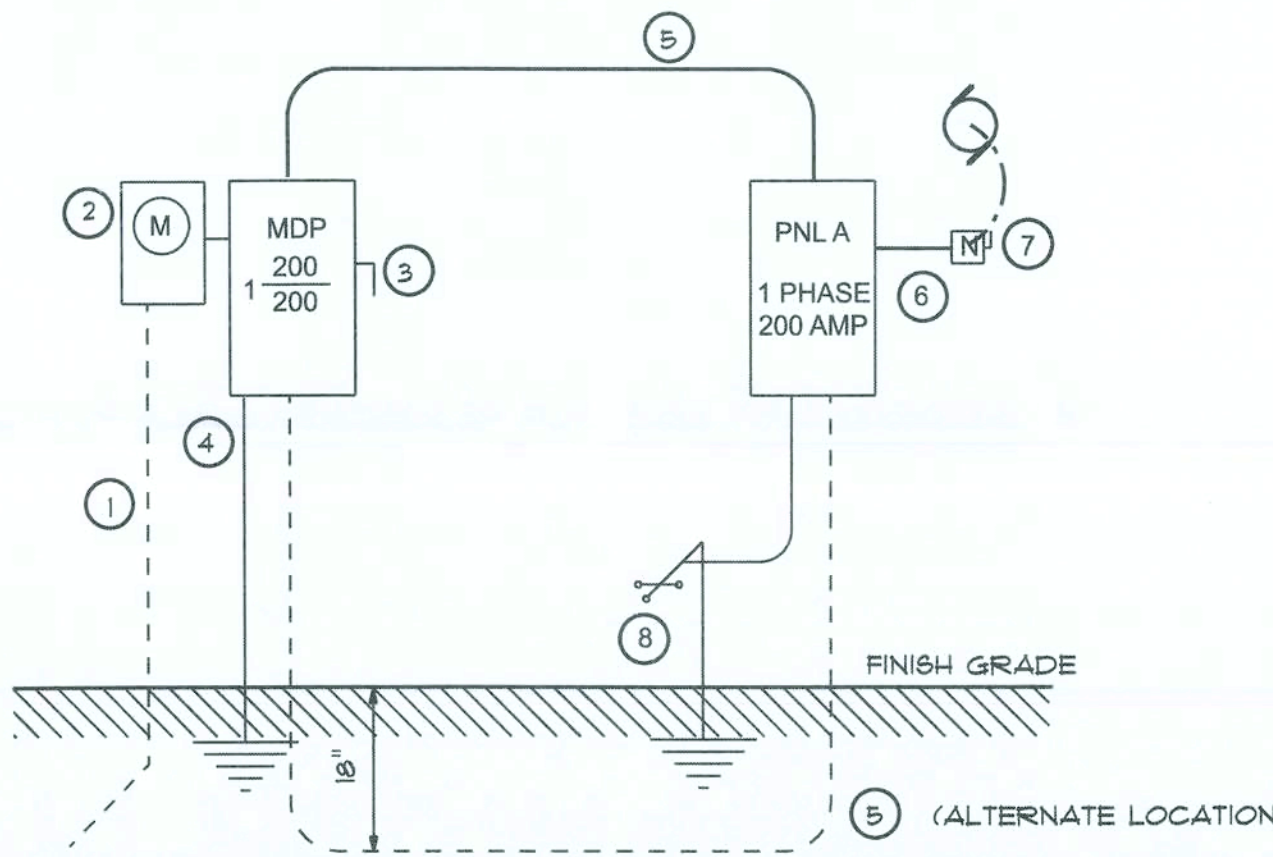 5
2
M
MDP
1 200
200
3
PNL A
1 PHASE
200 AMP
N
7
6
4
1
8
FINISH GRADE
18"
5 (ALTERNATE LOCATION